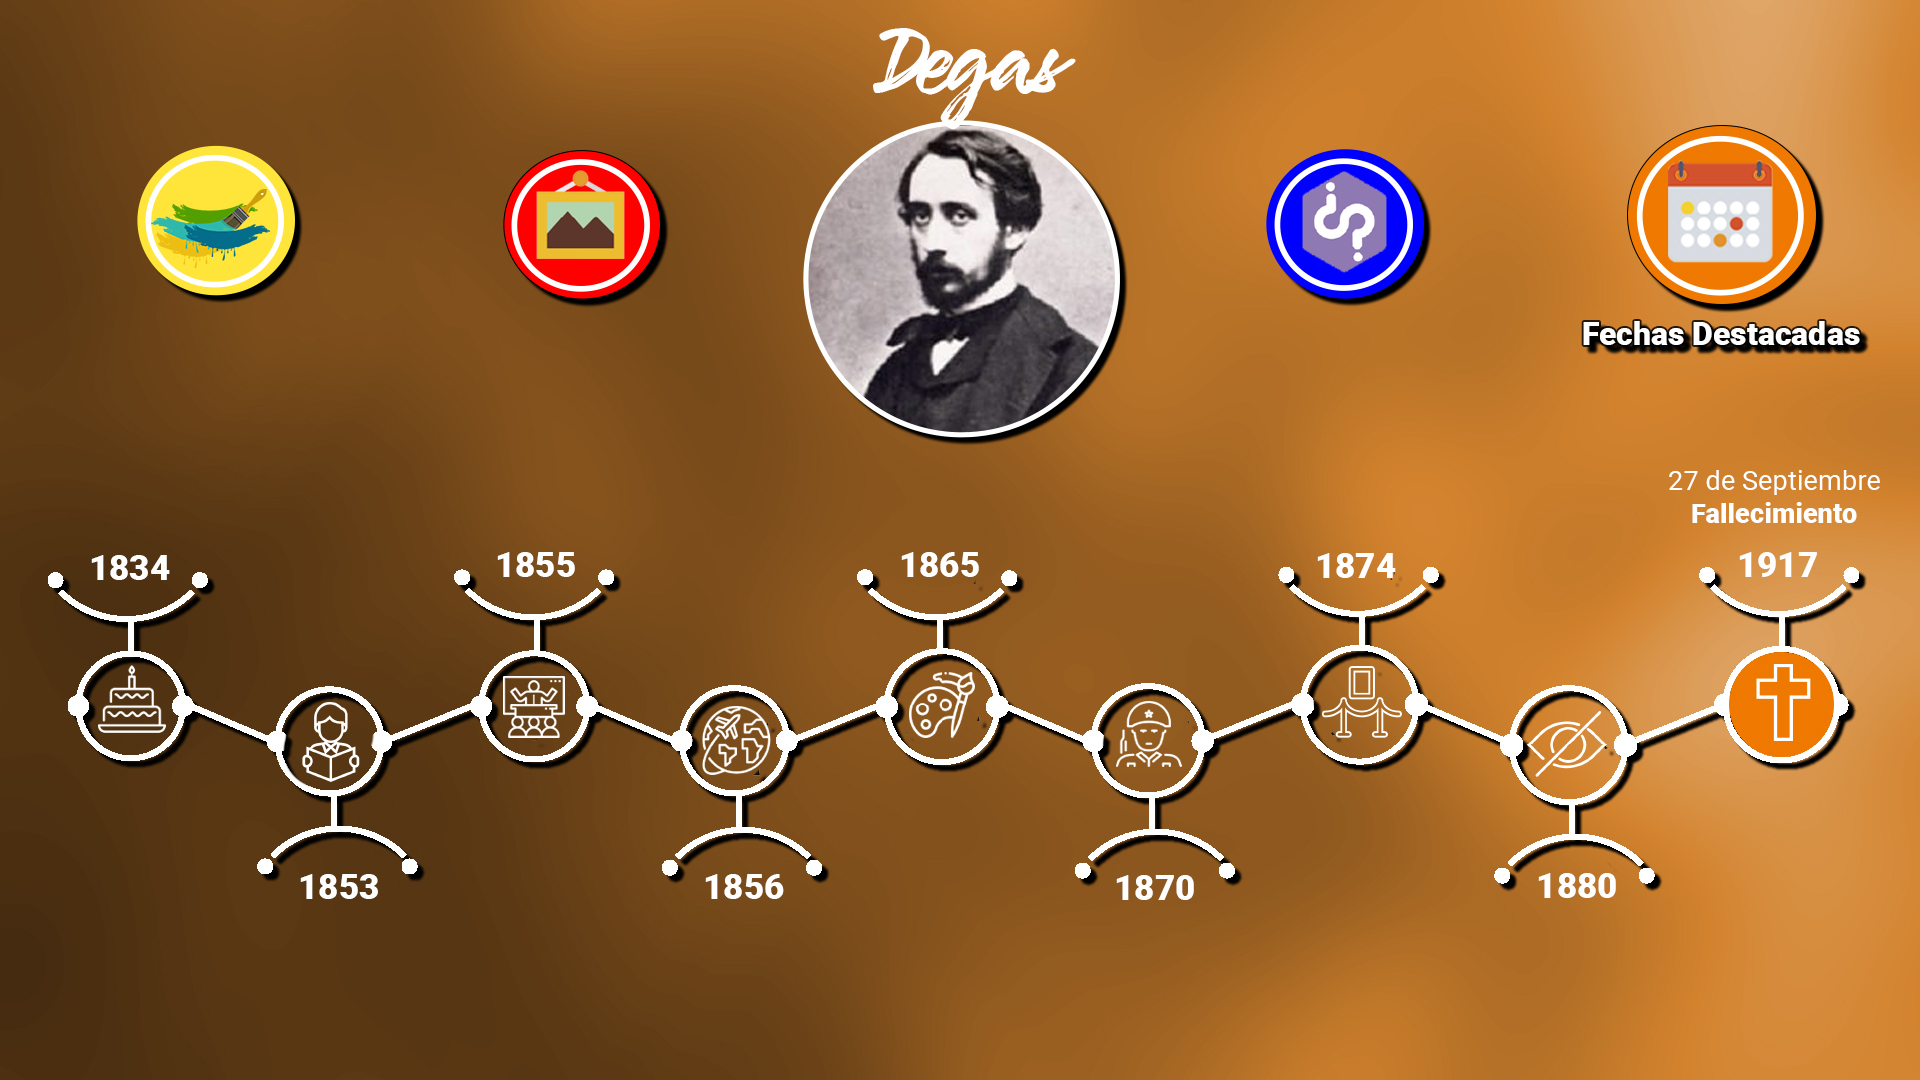 Degas
Fechas Destacadas
27 de Septiembre
Fallecimiento
1834
1855
1865
1874
1917
1853
1856
1870
1880